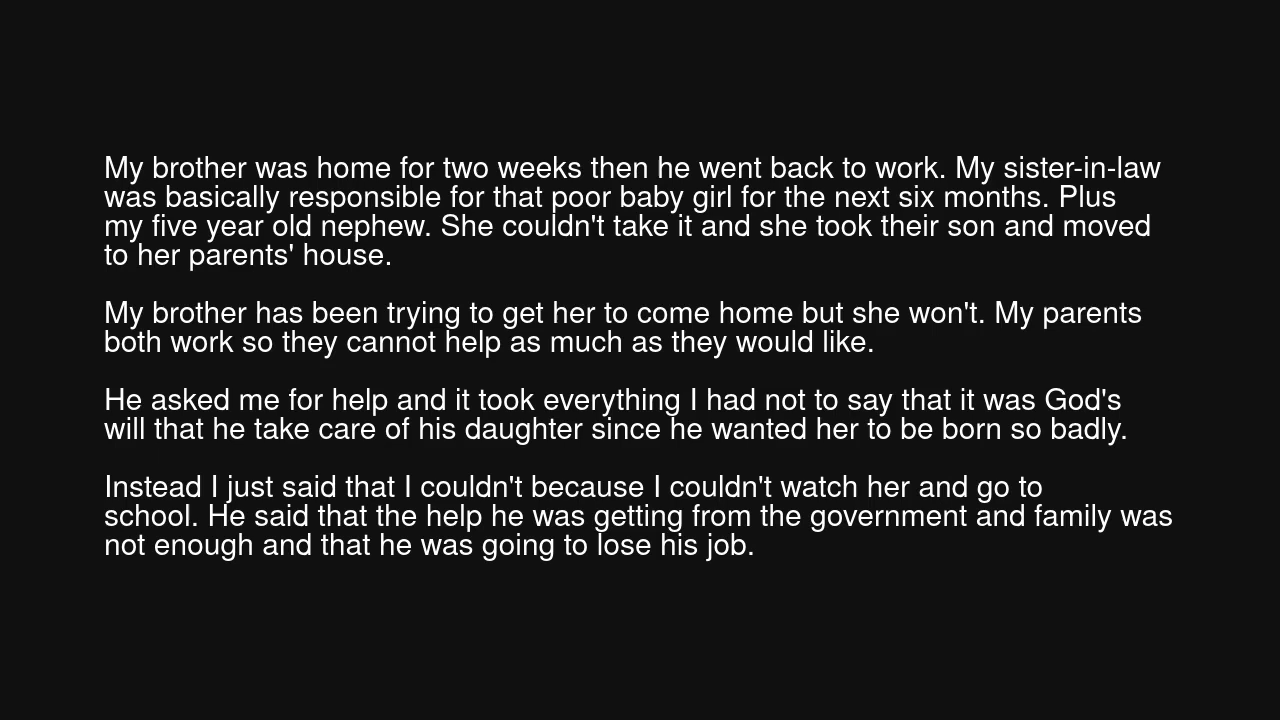 My brother was home for two weeks then he went back to work. My sister-in-law
was basically responsible for that poor baby girl for the next six months. Plus
my five year old nephew. She couldn't take it and she took their son and moved
to her parents' house.
My brother has been trying to get her to come home but she won't. My parents
both work so they cannot help as much as they would like.
He asked me for help and it took everything I had not to say that it was God's
will that he take care of his daughter since he wanted her to be born so badly.
Instead I just said that I couldn't because I couldn't watch her and go to
school. He said that the help he was getting from the government and family was
not enough and that he was going to lose his job.